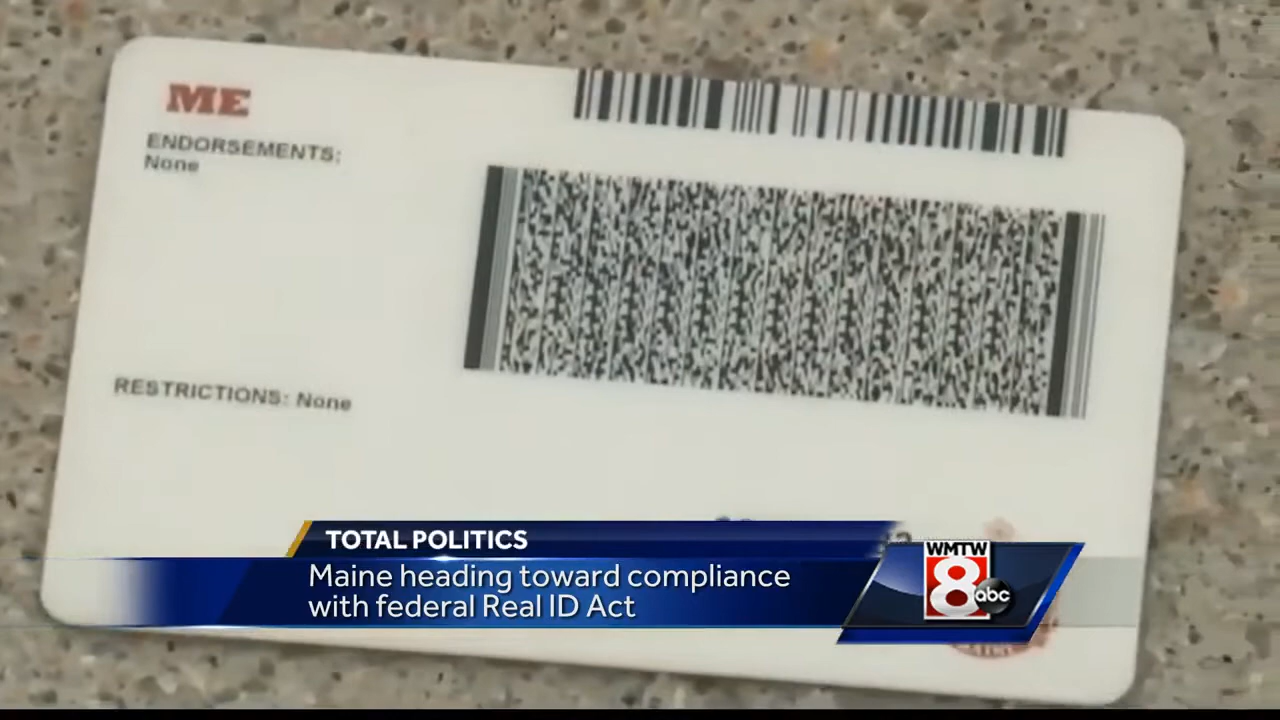 ME
ENDORSEMENTS:
None
RESTRICTIONS: None
TOTAL POLITICS
Maine heading toward compliance
with federal Real ID Act
WMTW
8
abc